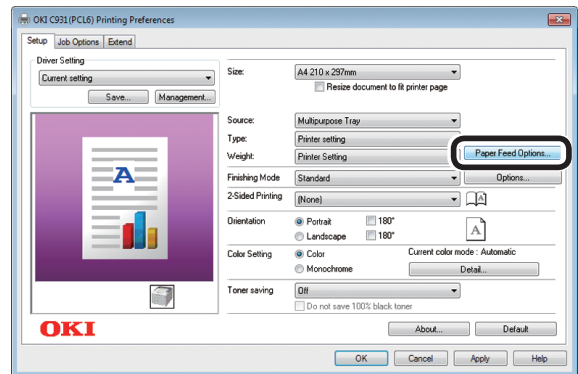 OKI C931(PCL6) Printing Preferences
Setup Job Options Extend
Driver Setting
Current setting
Save... Management...
Size: A4 210 x 297mm
Resize document to fit printer page
Source: Multipurpose Tray
Type: Printer setting
Weight: Printer Setting
Paper Feed Options...
Finishing Mode Standard Options...
2-Sided Printing (None)
A
Orientation Portrait 180°
Landscape 180°
A
Color Setting Color Current color mode : Automatic
Monochrome Detail...
Toner saving Off
Do not save 100% black toner
A
OKI
About... Default
OK Cancel Apply Help